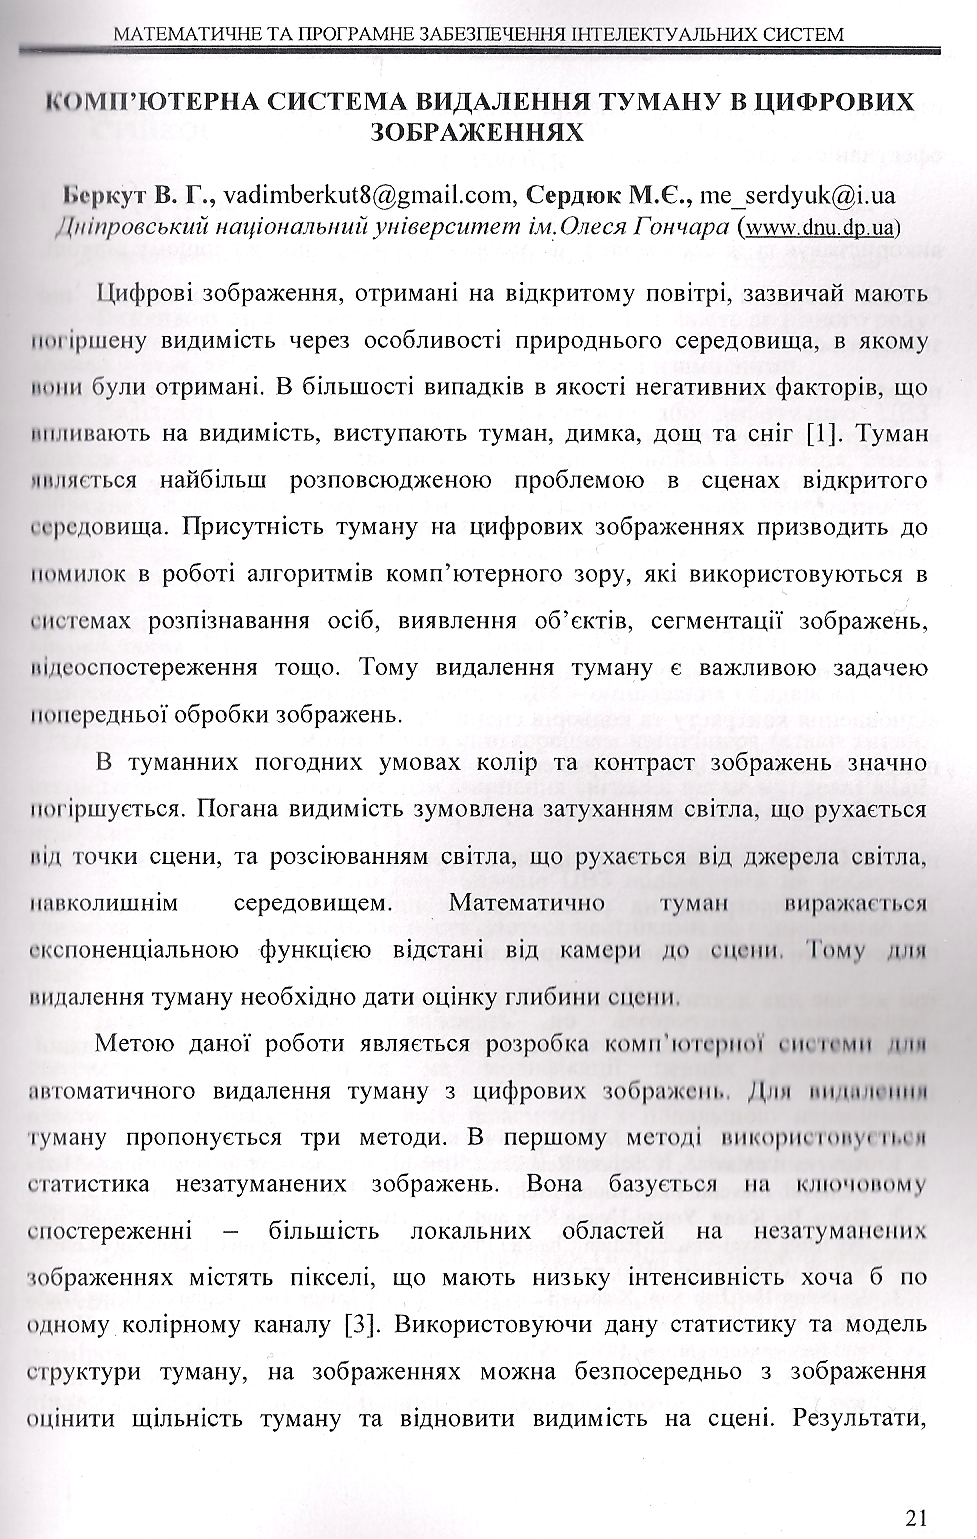 МАТЕМАТИЧНЕ ТА ПРОГРАМНЕ ЗАБЕЗПЕЧЕННЯ ІНТЕЛЕКТУАЛЬНИХ СИСТЕМ
КОМП’ЮТЕРНА СИСТЕМА ВИДАЛЕННЯ ТУМАНУ В ЦИФРОВИХ
ЗОБРАЖЕННЯХ
Беркут В. Г., vadimberkut8@gmail.com, Сердюк М.Є., me_serdyuk@i.ua
Дніпровський національний університет ім.Олеся Гончара (www.dnu.dp.ua)
Цифрові зображення, отримані на відкритому повітрі, зазвичай мають
погіршену видимість через особливості природнього середовища, в якому
вони були отримані. В більшості випадків в якості негативних факторів, що
впливають на видимість, виступають туман, димка, дощ та сніг [1]. Туман
являється найбільш розповсюдженою проблемою в сценах відкритого
середовища. Присутність туману на цифрових зображеннях призводить до
помилок в роботі алгоритмів комп’ютерного зору, які використовуються в
системах розпізнавання осіб, виявлення об’єктів, сегментації зображень,
відеоспостереження тощо. Тому видалення туману є важливою задачею
попередньої обробки зображень.
В туманних погодних умовах колір та контраст зображень значно
погіршується. Погана видимість зумовлена затуханням світла, що рухається
від точки сцени, та розсіюванням світла, що рухається від джерела світла,
навколишнім середовищем. Математично туман виражається
експоненціальною функцією відстані від камери до сцени. Тому для
видалення туману необхідно дати оцінку глибини сцени.
Метою даної роботи являється розробка комп’ютерної системи для
автоматичного видалення туману з цифрових зображень. Для видалення
туману пропонується три методи. В першому методі використовується
статистика незатуманених зображень. Вона базується на ключовому
спостереженні – більшість локальних областей на незатуманених
зображеннях містять пікселі, що мають низьку інтенсивність хоча б по
одному колірному каналу [3]. Використовуючи дану статистику та модель
структури туману, на зображеннях можна безпосередньо з зображення
оцінити щільність туману та відновити видимість на сцені. Результати,
21